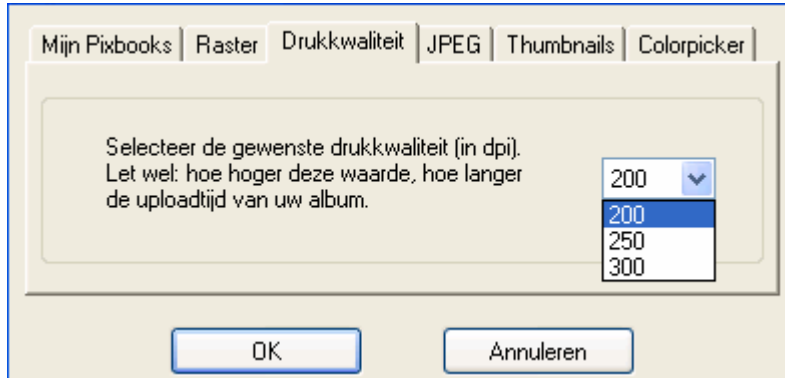 Mijn Pixbooks Raster Drukkwaliteit JPEG Thumbnails Colorpicker
Selecteer de gewenste drukkwaliteit (in dpi).
Let wel: hoe hoger deze waarde, hoe langer
de uploadtijd van uw album.
200
200
250
300
OK Annuleren